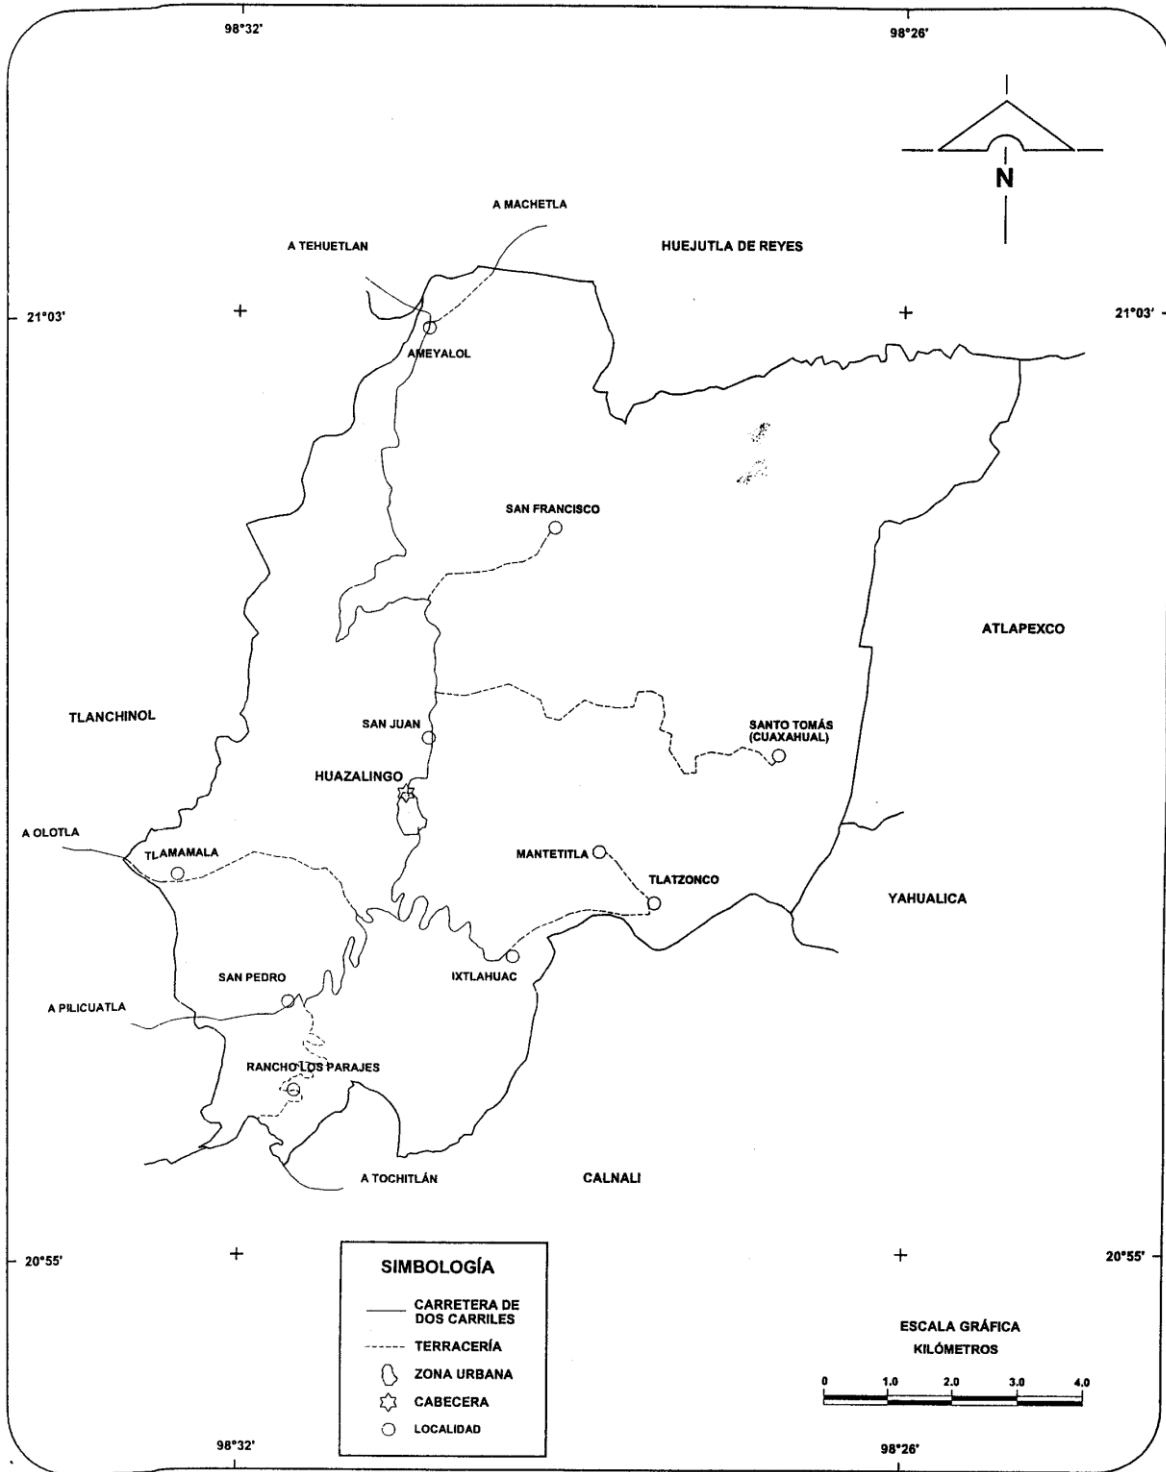 98°32'
98°26'
N
A MACHETLA
A TEHUETLAN
HUEJUTLA DE REYES
21°03'
21°03'
AMEYALOL
SAN FRANCISCO
ATLAPEXCO
TLANCHINOL
SAN JUAN
SANTO TOMÁS
(CUAXAHUAL)
HUAZALINGO
A OLOTLA
TLAMAMALA
MANTETITLA
TLATZONCO
YAHUALICA
IXTLAHUAC
SAN PEDRO
A PILICUATLA
RANCHO LOS PARAJES
A TOCHITLÁN
CALNALI
20°55'
20°55'
SIMBOLOGÍA
CARRETERA DE
DOS CARRILES
TERRACERÍA
ZONA URBANA
CABECERA
LOCALIDAD
ESCALA GRÁFICA
KILÓMETROS
0 1.0 2.0 3.0 4.0
98°32'
98°26'